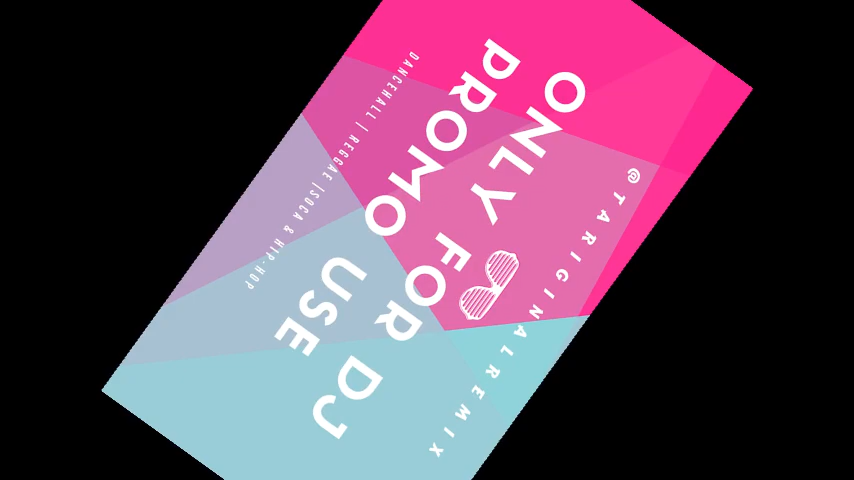 @TARIGINALREMIX
ONLY FOR DJ
PROMO USE
DANCEHALL | REGGAE |SOCA & HIP-HOP